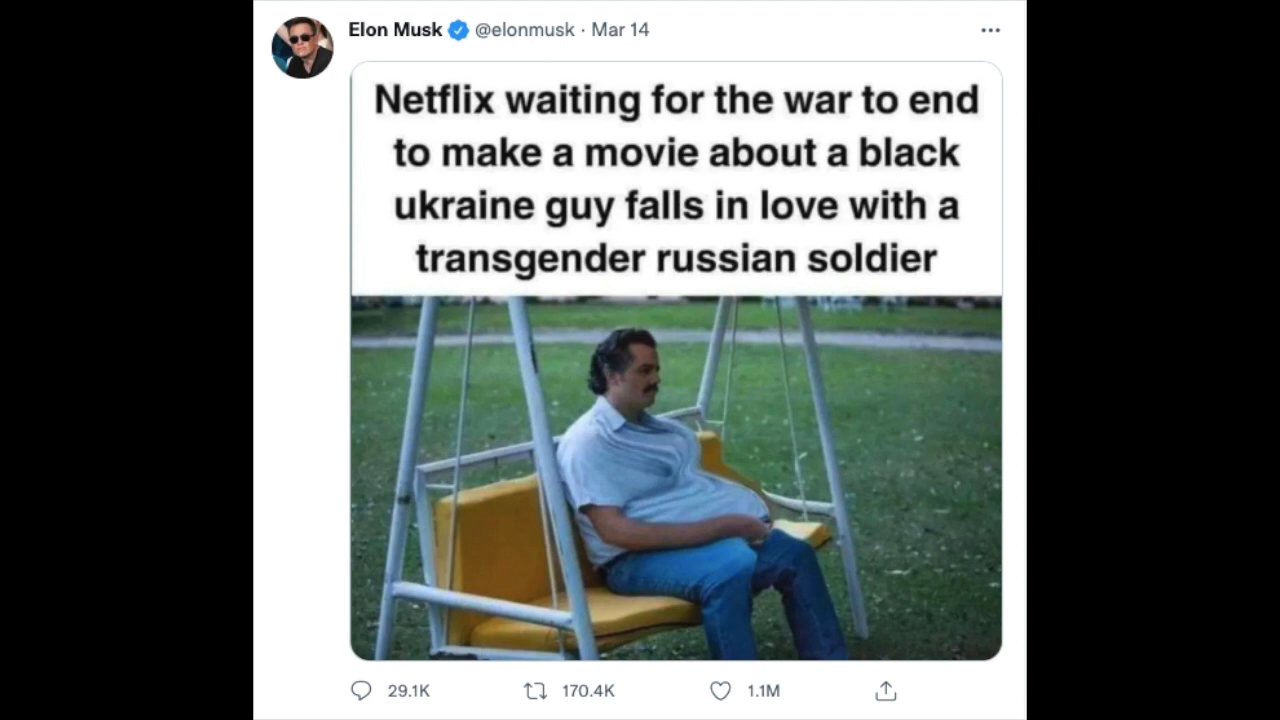 Elon Musk @elonmusk · Mar 14
Netflix waiting for the war to end
to make a movie about a black
ukraine guy falls in love with a
transgender russian soldier
29.1K 170.4K 1.1M